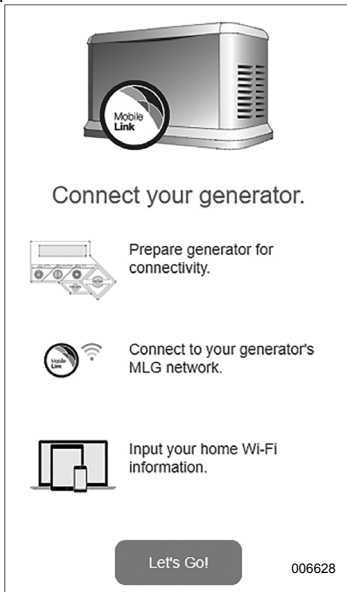 Mobile
Link
Connect your generator.
Prepare generator for
connectivity.
Mobile
Link
Connect to your generator's
MLG network.
Input your home Wi-Fi
information.
Let's Go!
006628